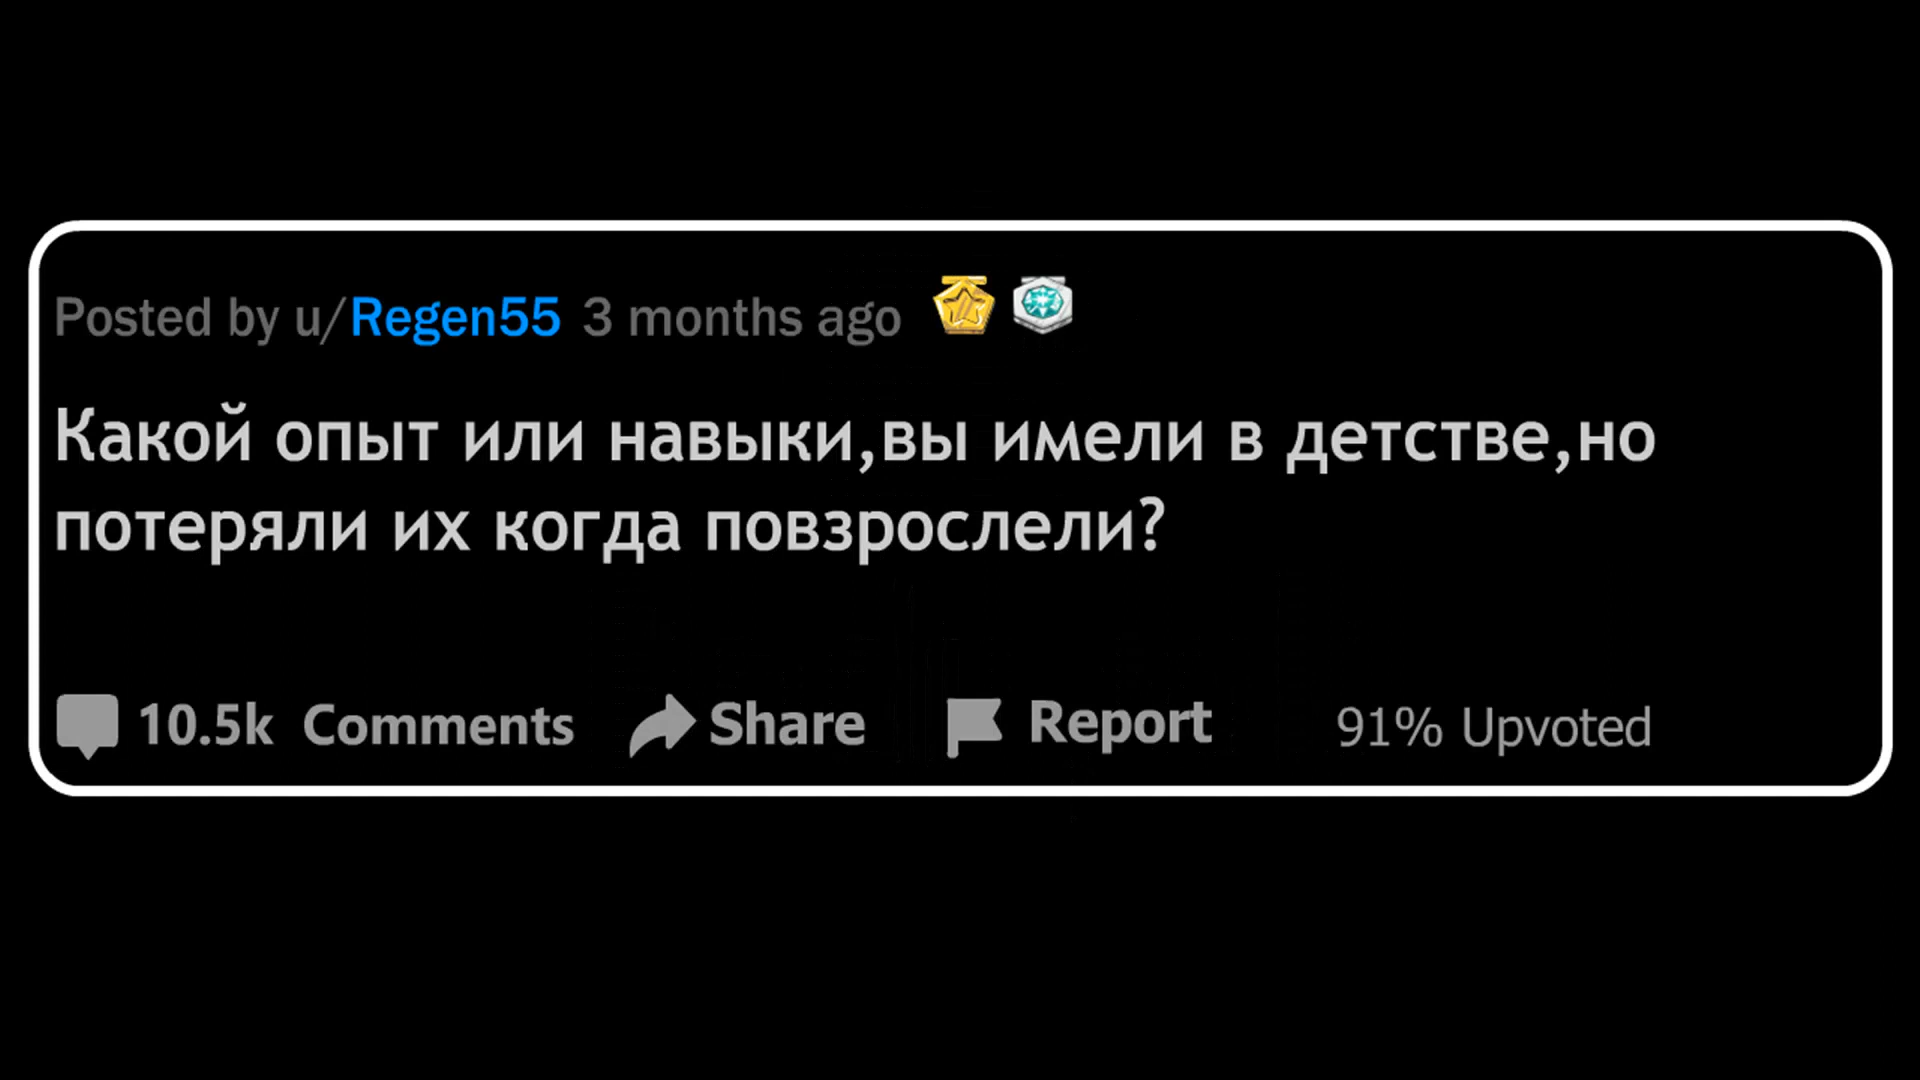 Posted by u/Regen55 3 months ago
Какой опыт или навыки,вы имели в детстве,но
потеряли их когда повзрослели?
10.5k Comments Share Report 91% Upvoted